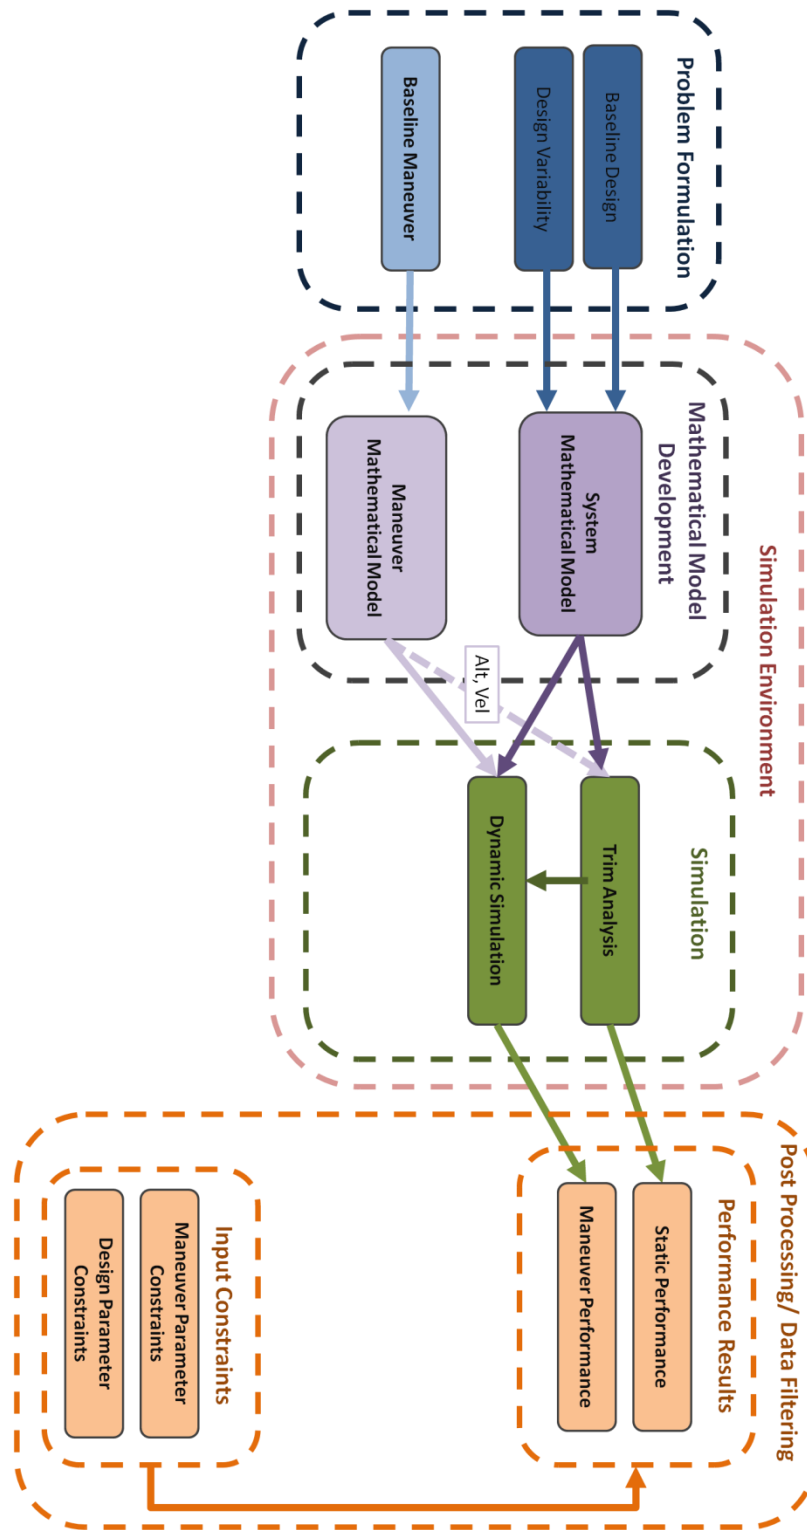 Problem Formulation
Baseline Design
Design Variability
Baseline Maneuver
Simulation Environment
Mathematical Model
Development
System
Mathematical Model
Maneuver
Mathematical Model
Alt, Vel
Simulation
Trim Analysis
Dynamic Simulation
Post Processing/ Data Filtering
Performance Results
Static Performance
Maneuver Performance
Input Constraints
Maneuver Parameter
Constraints
Design Parameter
Constraints